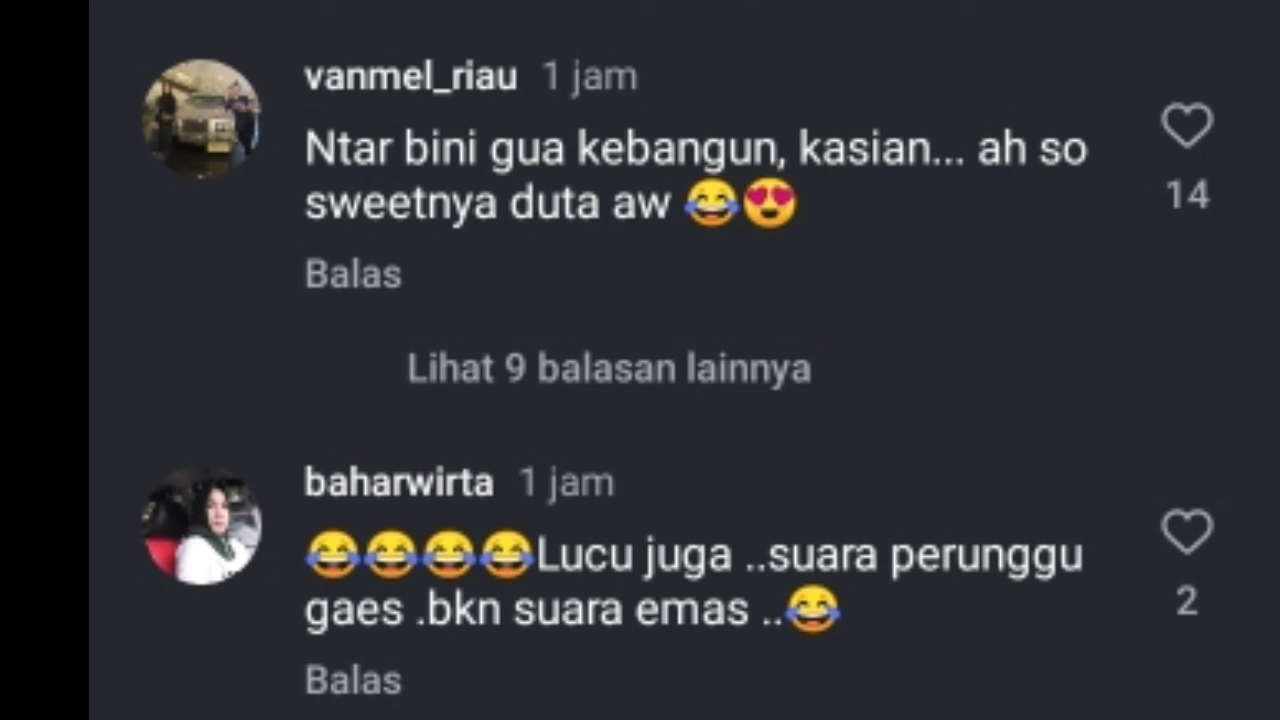 vanmel_riau 1 jam
Ntar bini gua kebangun, kasian... ah so
sweetnya duta aw 😂😍
14
Balas
Lihat 9 balasan lainnya
baharwirta 1 jam
😂😂😂😂Lucu juga ..suara perunggu
gaes .bkn suara emas ..😂
2
Balas